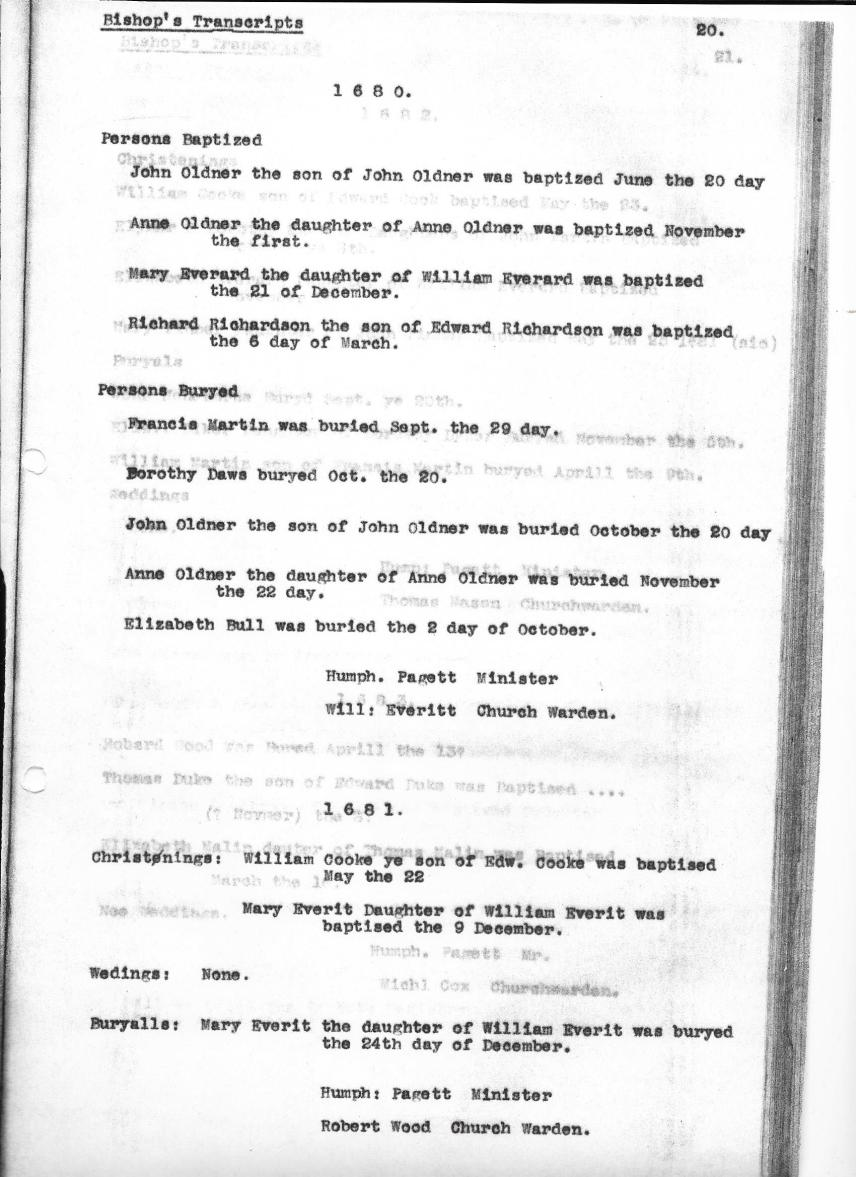 Bishop's Transcripts
20.
1 6 8 0.
Persons Baptized
John Oldner the son of John Oldner was baptized June the 20 day
Anne Oldner the daughter of Anne Oldner was baptized November
the first.
Mary Everard the daughter of William Everard was baptized
the 21 of December.
Richard Richardson the son of Edward Richardson was baptized
the 6 day of March.
Persons Buryed
Francis Martin was buried Sept. the 29 day.
Dorothy Daws buryed Oct. the 20.
John Oldner the son of John Oldner was buried October the 20 day
Anne Oldner the daughter of Anne Oldner was buried November
the 22 day.
Elizabeth Bull was buried the 2 day of October.
Humph. Pagett Minister
Will: Everitt Church Warden.
1 6 8 1.
Christenings: William Cooke ye son of Edw. Cooke was baptised
May the 22
Mary Everit Daughter of William Everit was
baptised the 9 December.
Wedings: None.
Buryalls: Mary Everit the daughter of William Everit was buryed
the 24th day of December.
Humph: Pagett Minister
Robert Wood Church Warden.